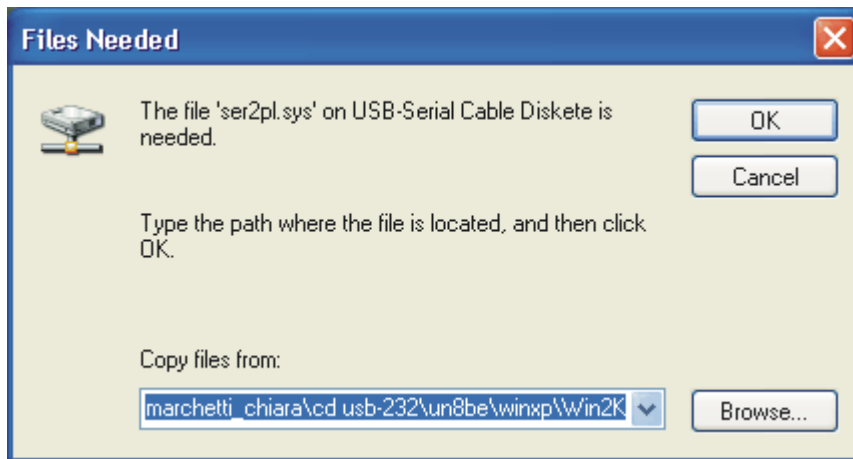 Files Needed
The file 'ser2pl.sys' on USB-Serial Cable Diskete is
needed.
OK
Cancel
Type the path where the file is located, and then click
OK.
Copy files from:
marchetti_chiara\cd usb-232\un8be\winxp\Win2K
Browse...